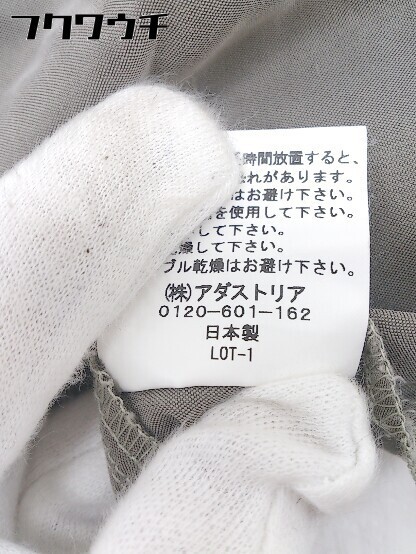 フクワウチ
時間放置すると、
れがあります。
はお避け下さい。
を使用して下さい。
して下さい。
燥して下さい。
ブル乾燥はお避け下さい。
(株)アダストリア
0120-601-162
日本製
LOT-1